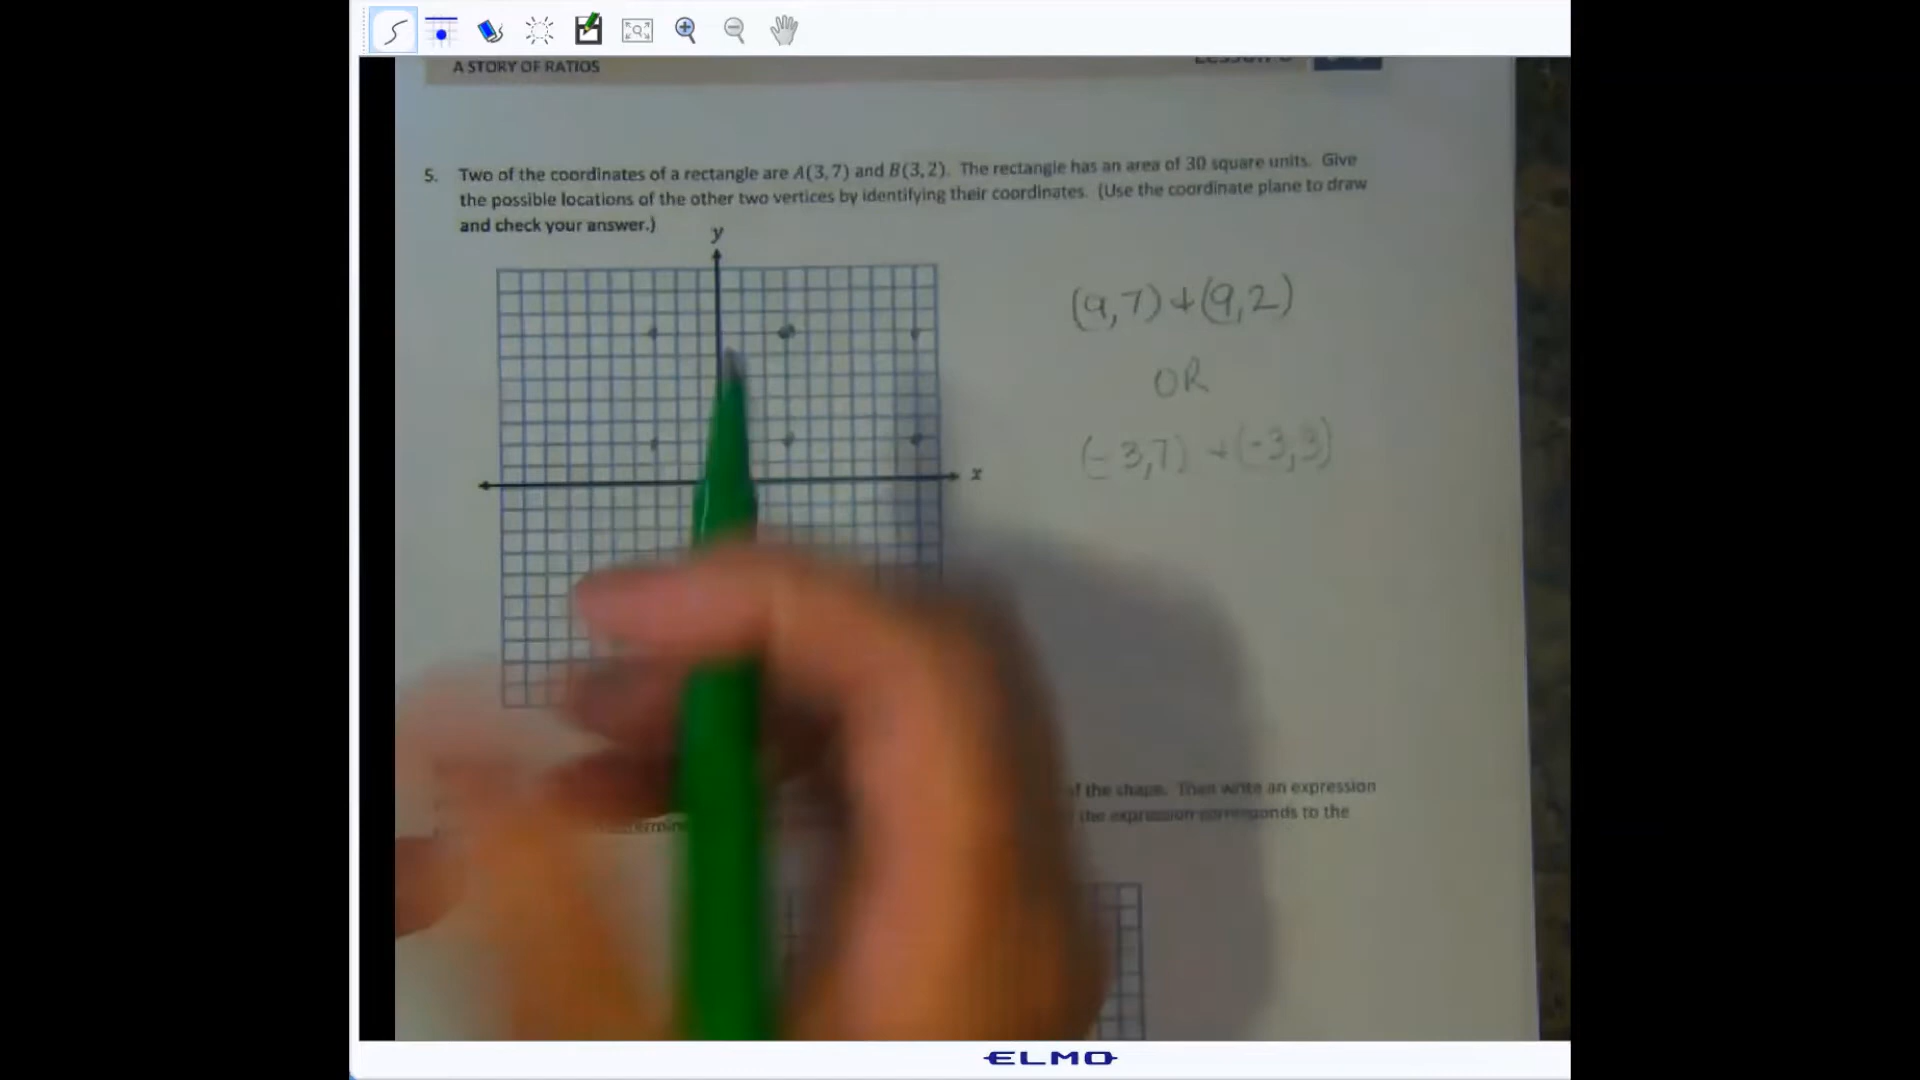 A STORY OF RATIOS
5. Two of the coordinates of a rectangle are A(3,7) and B(3,2). The rectangle has an area of 30 square units. Give
the possible locations of the other two vertices by identifying their coordinates. (Use the coordinate plane to draw
and check your answer.)
y
(9,7)+(9,2)
OR
(-3,7) +(-3,3)
x
f the shape. Then write an expression
the expression corresponds to the
ELMO